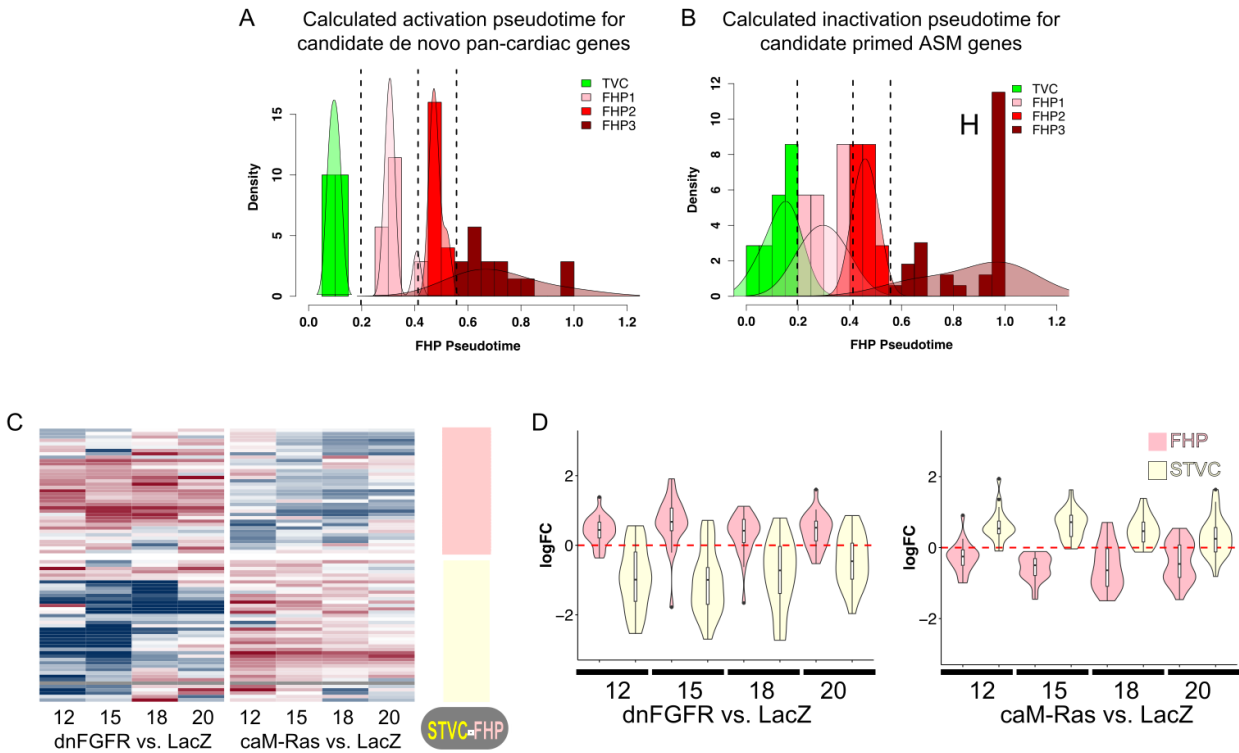 A
Calculated activation pseudotime for
candidate de novo pan-cardiac genes
TVC
FHP1
FHP2
FHP3
Density
0
5
10
15
0.0 0.2 0.4 0.6 0.8 1.0 1.2
FHP Pseudotime
B
Calculated inactivation pseudotime for
candidate primed ASM genes
H
TVC
FHP1
FHP2
FHP3
Density
0
2
4
6
8
10
12
0.0 0.2 0.4 0.6 0.8 1.0 1.2
FHP Pseudotime
C
12 15 18 20 12 15 18 20
dnFGFR vs. LacZ caM-Ras vs. LacZ
STVC-FHP
D
logFC
2
0
−2
12 15 18 20
dnFGFR vs. LacZ
FHP
STVC
logFC
2
0
−2
12 15 18 20
caM-Ras vs. LacZ